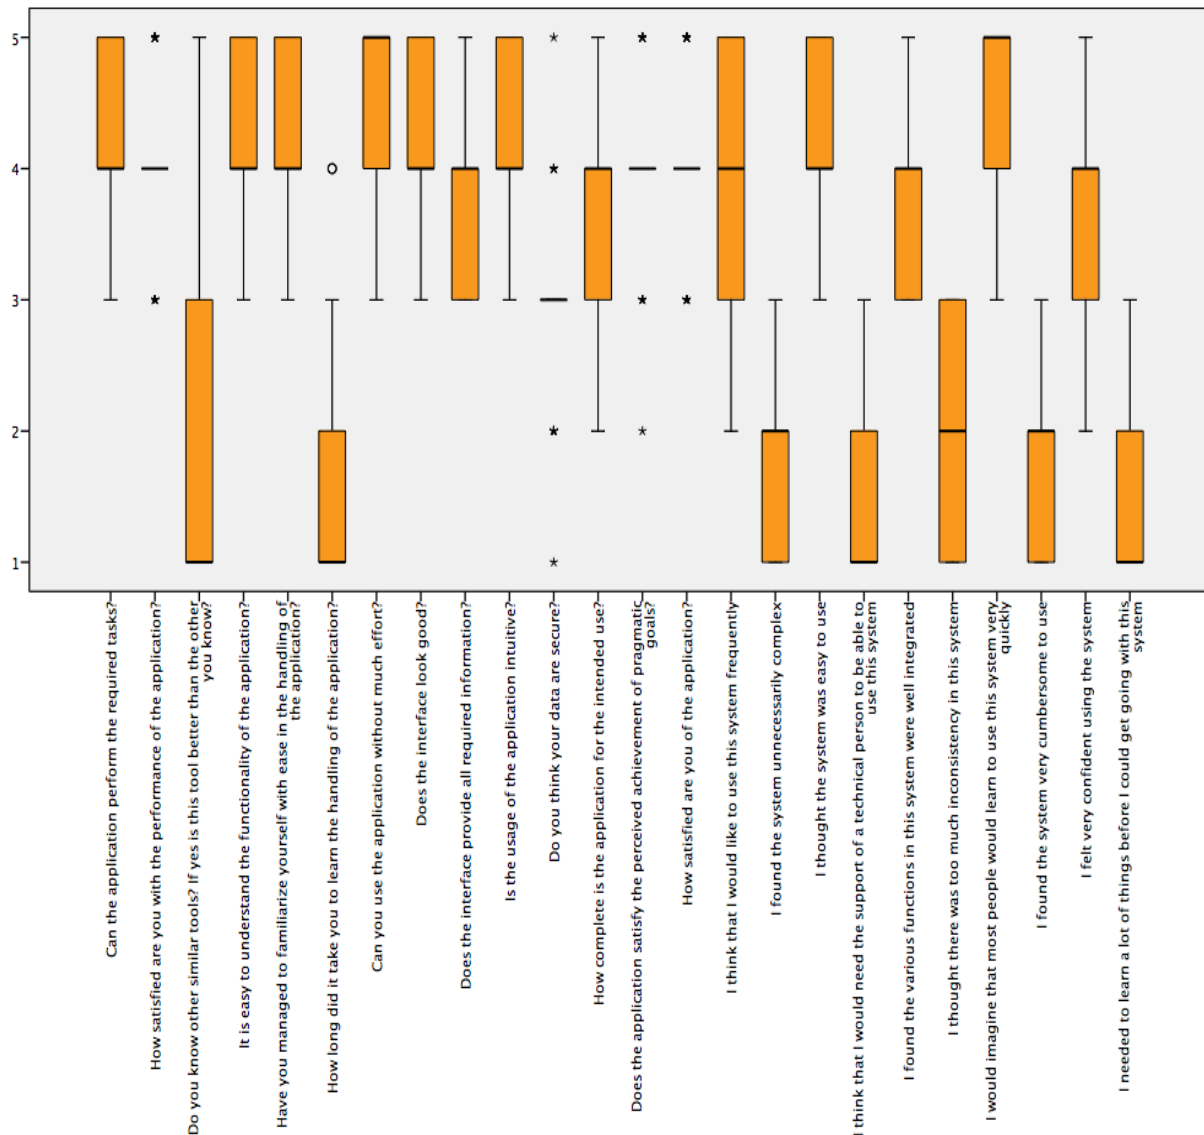 5
4
3
2
1
Can the application perform the required tasks?
How satisfied are you with the performance of the application?
Do you know other similar tools? If yes is this tool better than the other
you know?
It is easy to understand the functionality of the application?
Have you managed to familiarize yourself with ease in the handling of
the application?
How long did it take you to learn the handling of the application?
Can you use the application without much effort?
Does the interface look good?
Does the interface provide all required information?
Is the usage of the application intuitive?
Do you think your data are secure?
How complete is the application for the intended use?
Does the application satisfy the perceived achievement of pragmatic
goals?
How satisfied are you of the application?
I think that I would like to use this system frequently
I found the system unnecessarily complex
I thought the system was easy to use
I think that I would need the support of a technical person to be able to
use this system
I found the various functions in this system were well integrated
I thought there was too much inconsistency in this system
I would imagine that most people would learn to use this system very
quickly
I found the system very cumbersome to use
I felt very confident using the system
I needed to learn a lot of things before I could get going with this
system